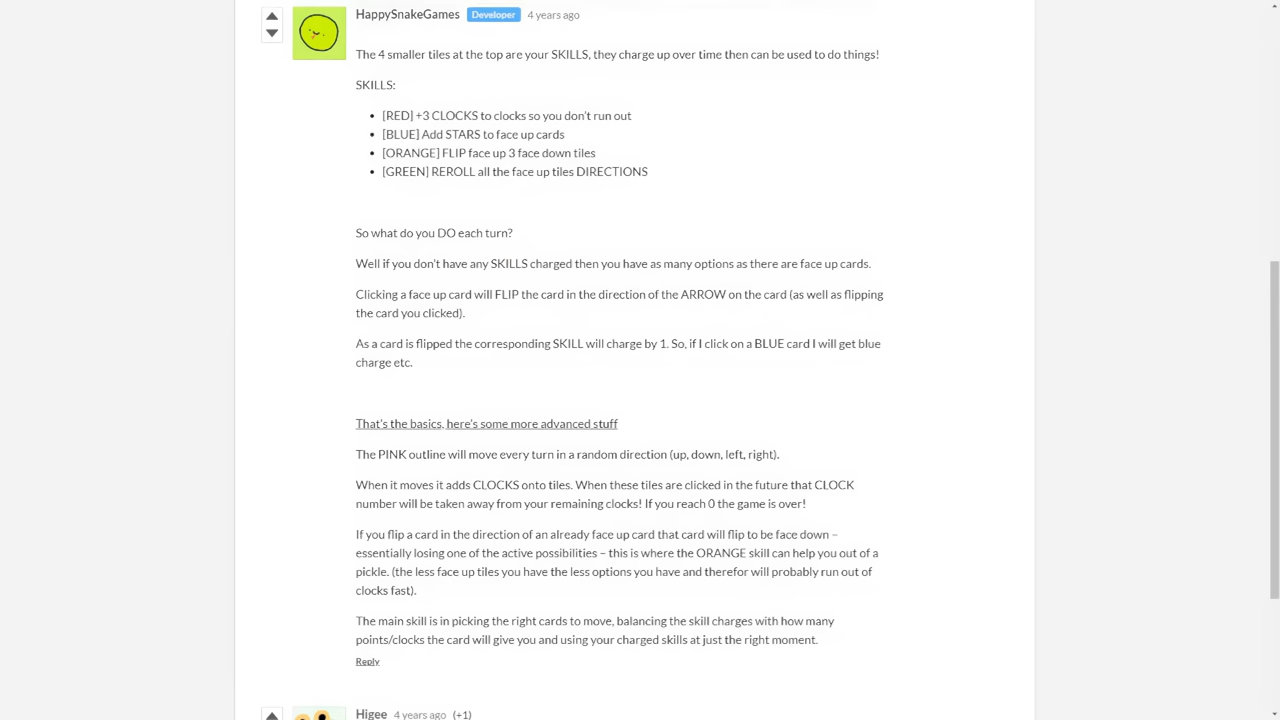 HappySnakeGames Developer 4 years ago
The 4 smaller tiles at the top are your SKILLS, they charge up over time then can be used to do things!
SKILLS:
• [RED] +3 CLOCKS to clocks so you don’t run out
• [BLUE] Add STARS to face up cards
• [ORANGE] FLIP face up 3 face down tiles
• [GREEN] REROLL all the face up tiles DIRECTIONS
So what do you DO each turn?
Well if you don’t have any SKILLS charged then you have as many options as there are face up cards.
Clicking a face up card will FLIP the card in the direction of the ARROW on the card (as well as flipping
the card you clicked).
As a card is flipped the corresponding SKILL will charge by 1. So, if I click on a BLUE card I will get blue
charge etc.
That’s the basics, here’s some more advanced stuff
The PINK outline will move every turn in a random direction (up, down, left, right).
When it moves it adds CLOCKS onto tiles. When these tiles are clicked in the future that CLOCK
number will be taken away from your remaining clocks! If you reach 0 the game is over!
If you flip a card in the direction of an already face up card that card will flip to be face down –
essentially losing one of the active possibilities – this is where the ORANGE skill can help you out of a
pickle. (the less face up tiles you have the less options you have and therefor will probably run out of
clocks fast).
The main skill is in picking the right cards to move, balancing the skill charges with how many
points/clocks the card will give you and using your charged skills at just the right moment.
Reply
Higee 4 years ago (+1)